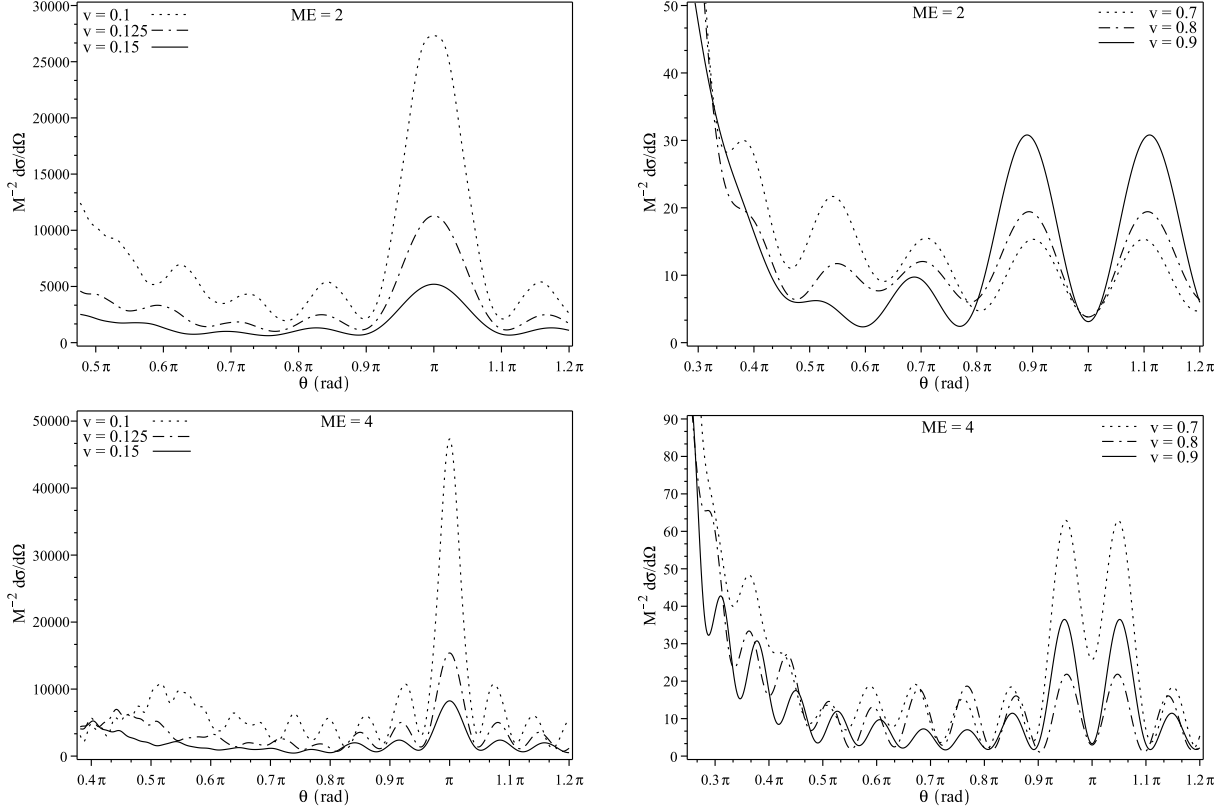 ME = 2
v = 0.1
v = 0.125
v = 0.15
30000
25000
20000
15000
10000
5000
0
M⁻² dσ/dΩ
0.5π 0.6π 0.7π 0.8π 0.9π π 1.1π 1.2π
θ (rad)
ME = 2
v = 0.7
v = 0.8
v = 0.9
50
40
30
20
10
0
M⁻² dσ/dΩ
0.3π 0.4π 0.5π 0.6π 0.7π 0.8π 0.9π π 1.1π 1.2π
θ (rad)
ME = 4
v = 0.1
v = 0.125
v = 0.15
50000
40000
30000
20000
10000
0
M⁻² dσ/dΩ
0.4π 0.5π 0.6π 0.7π 0.8π 0.9π π 1.1π 1.2π
θ (rad)
ME = 4
v = 0.7
v = 0.8
v = 0.9
90
80
70
60
50
40
30
20
10
0
M⁻² dσ/dΩ
0.3π 0.4π 0.5π 0.6π 0.7π 0.8π 0.9π π 1.1π 1.2π
θ (rad)